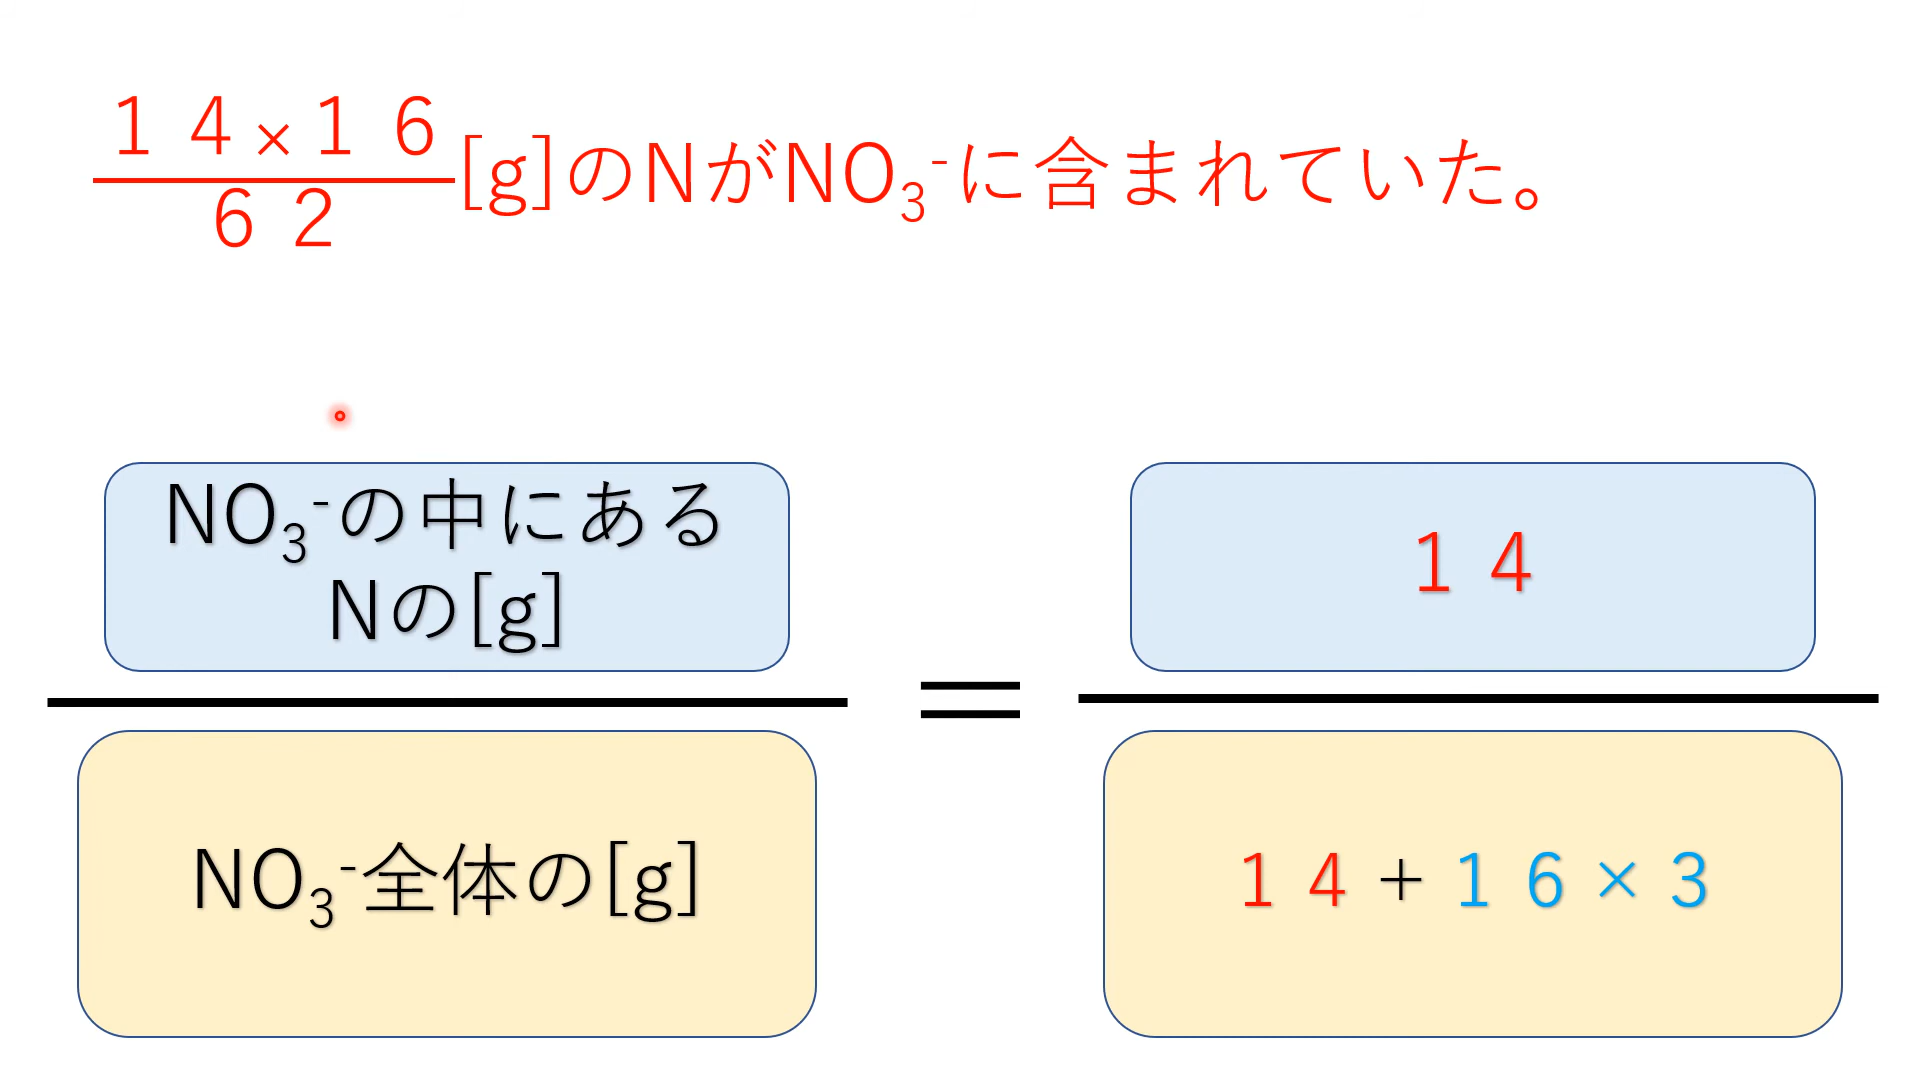 １４×１６
６２
[g]のNがNO₃⁻に含まれていた。
NO₃⁻の中にある
Nの[g]
NO₃⁻全体の[g]
＝
１４
１４+１６×３